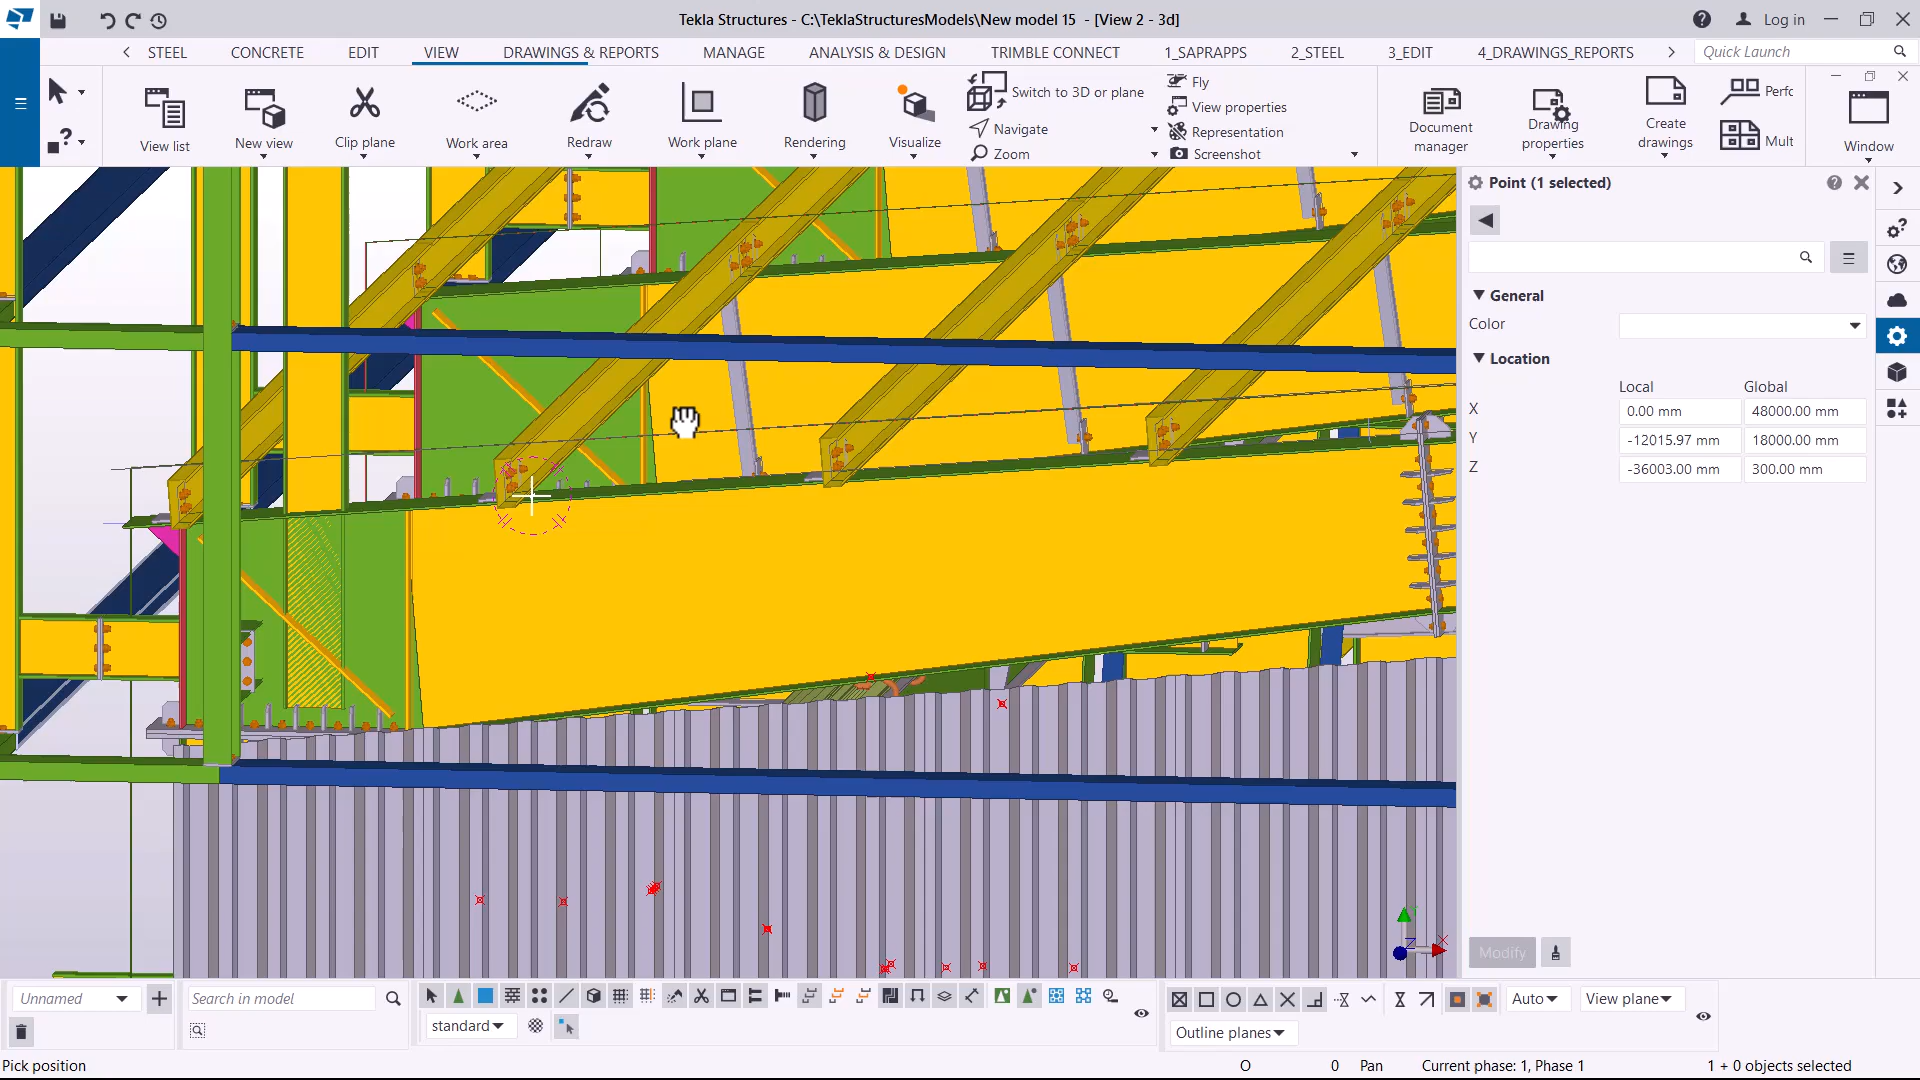 Tekla Structures - C:\TeklaStructuresModels\New model 15 - [View 2 - 3d]
Log in
STEEL CONCRETE EDIT VIEW DRAWINGS & REPORTS MANAGE ANALYSIS & DESIGN TRIMBLE CONNECT 1_SAPRAPPS 2_STEEL 3_EDIT 4_DRAWINGS_REPORTS Quick Launch
View list
New view
Clip plane
Work area
Redraw
Work plane
Rendering
Visualize
Switch to 3D or plane
Navigate
Zoom
Fly
View properties
Representation
Screenshot
Document manager
Drawing properties
Create drawings
Perfc
Mult
Window
Point (1 selected)
General
Color
Location
Local Global
X 0.00 mm 48000.00 mm
Y -12015.97 mm 18000.00 mm
Z -36003.00 mm 300.00 mm
Z X
Modify
Unnamed
Search in model
standard
Auto
View plane
Outline planes
Pick position
O 0 Pan Current phase: 1, Phase 1 1 + 0 objects selected